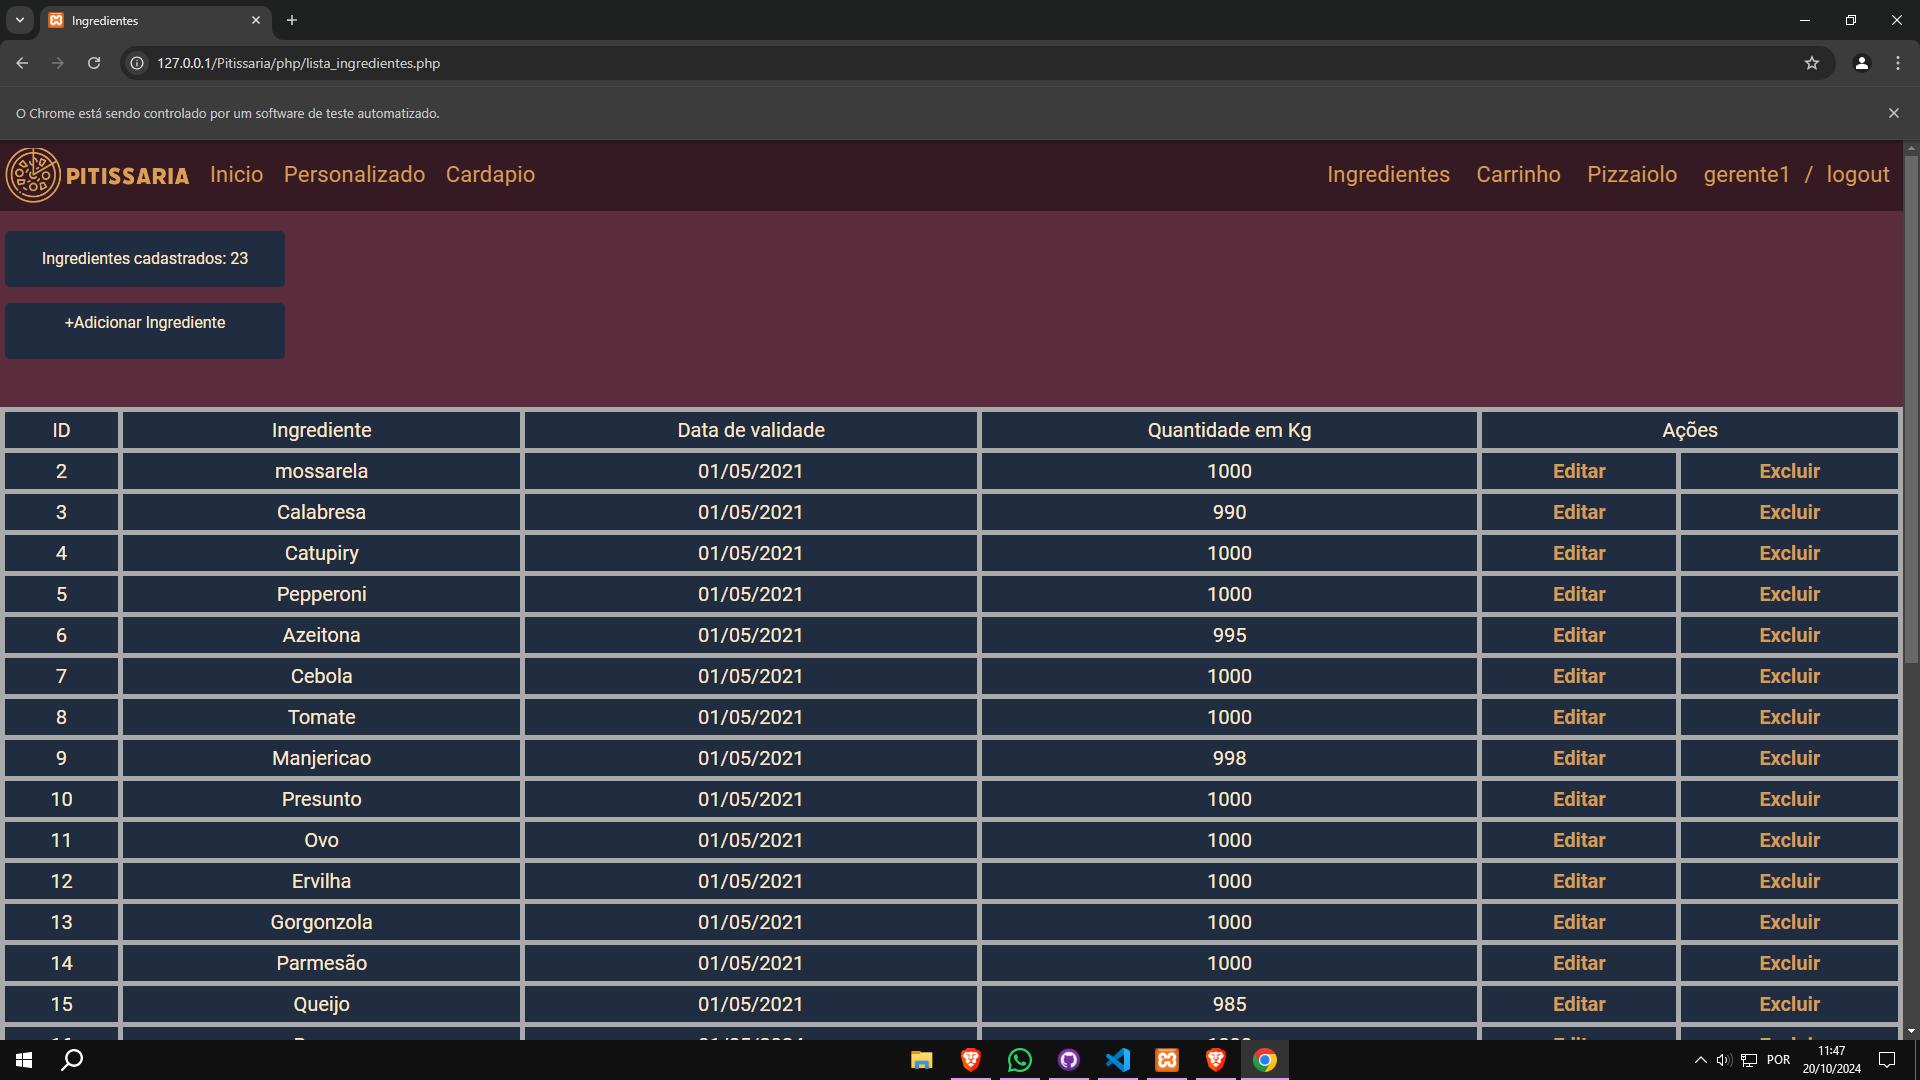 Ingredientes
127.0.0.1/Pitissaria/php/lista_ingredientes.php
O Chrome está sendo controlado por um software de teste automatizado.
PITISSARIA Inicio Personalizado Cardapio Ingredientes Carrinho Pizzaiolo gerente1 / logout
Ingredientes cadastrados: 23
+Adicionar Ingrediente
ID Ingrediente Data de validade Quantidade em Kg Ações
2 mossarela 01/05/2021 1000 Editar Excluir
3 Calabresa 01/05/2021 990 Editar Excluir
4 Catupiry 01/05/2021 1000 Editar Excluir
5 Pepperoni 01/05/2021 1000 Editar Excluir
6 Azeitona 01/05/2021 995 Editar Excluir
7 Cebola 01/05/2021 1000 Editar Excluir
8 Tomate 01/05/2021 1000 Editar Excluir
9 Manjericao 01/05/2021 998 Editar Excluir
10 Presunto 01/05/2021 1000 Editar Excluir
11 Ovo 01/05/2021 1000 Editar Excluir
12 Ervilha 01/05/2021 1000 Editar Excluir
13 Gorgonzola 01/05/2021 1000 Editar Excluir
14 Parmesão 01/05/2021 1000 Editar Excluir
15 Queijo 01/05/2021 985 Editar Excluir
POR 11:47
20/10/2024